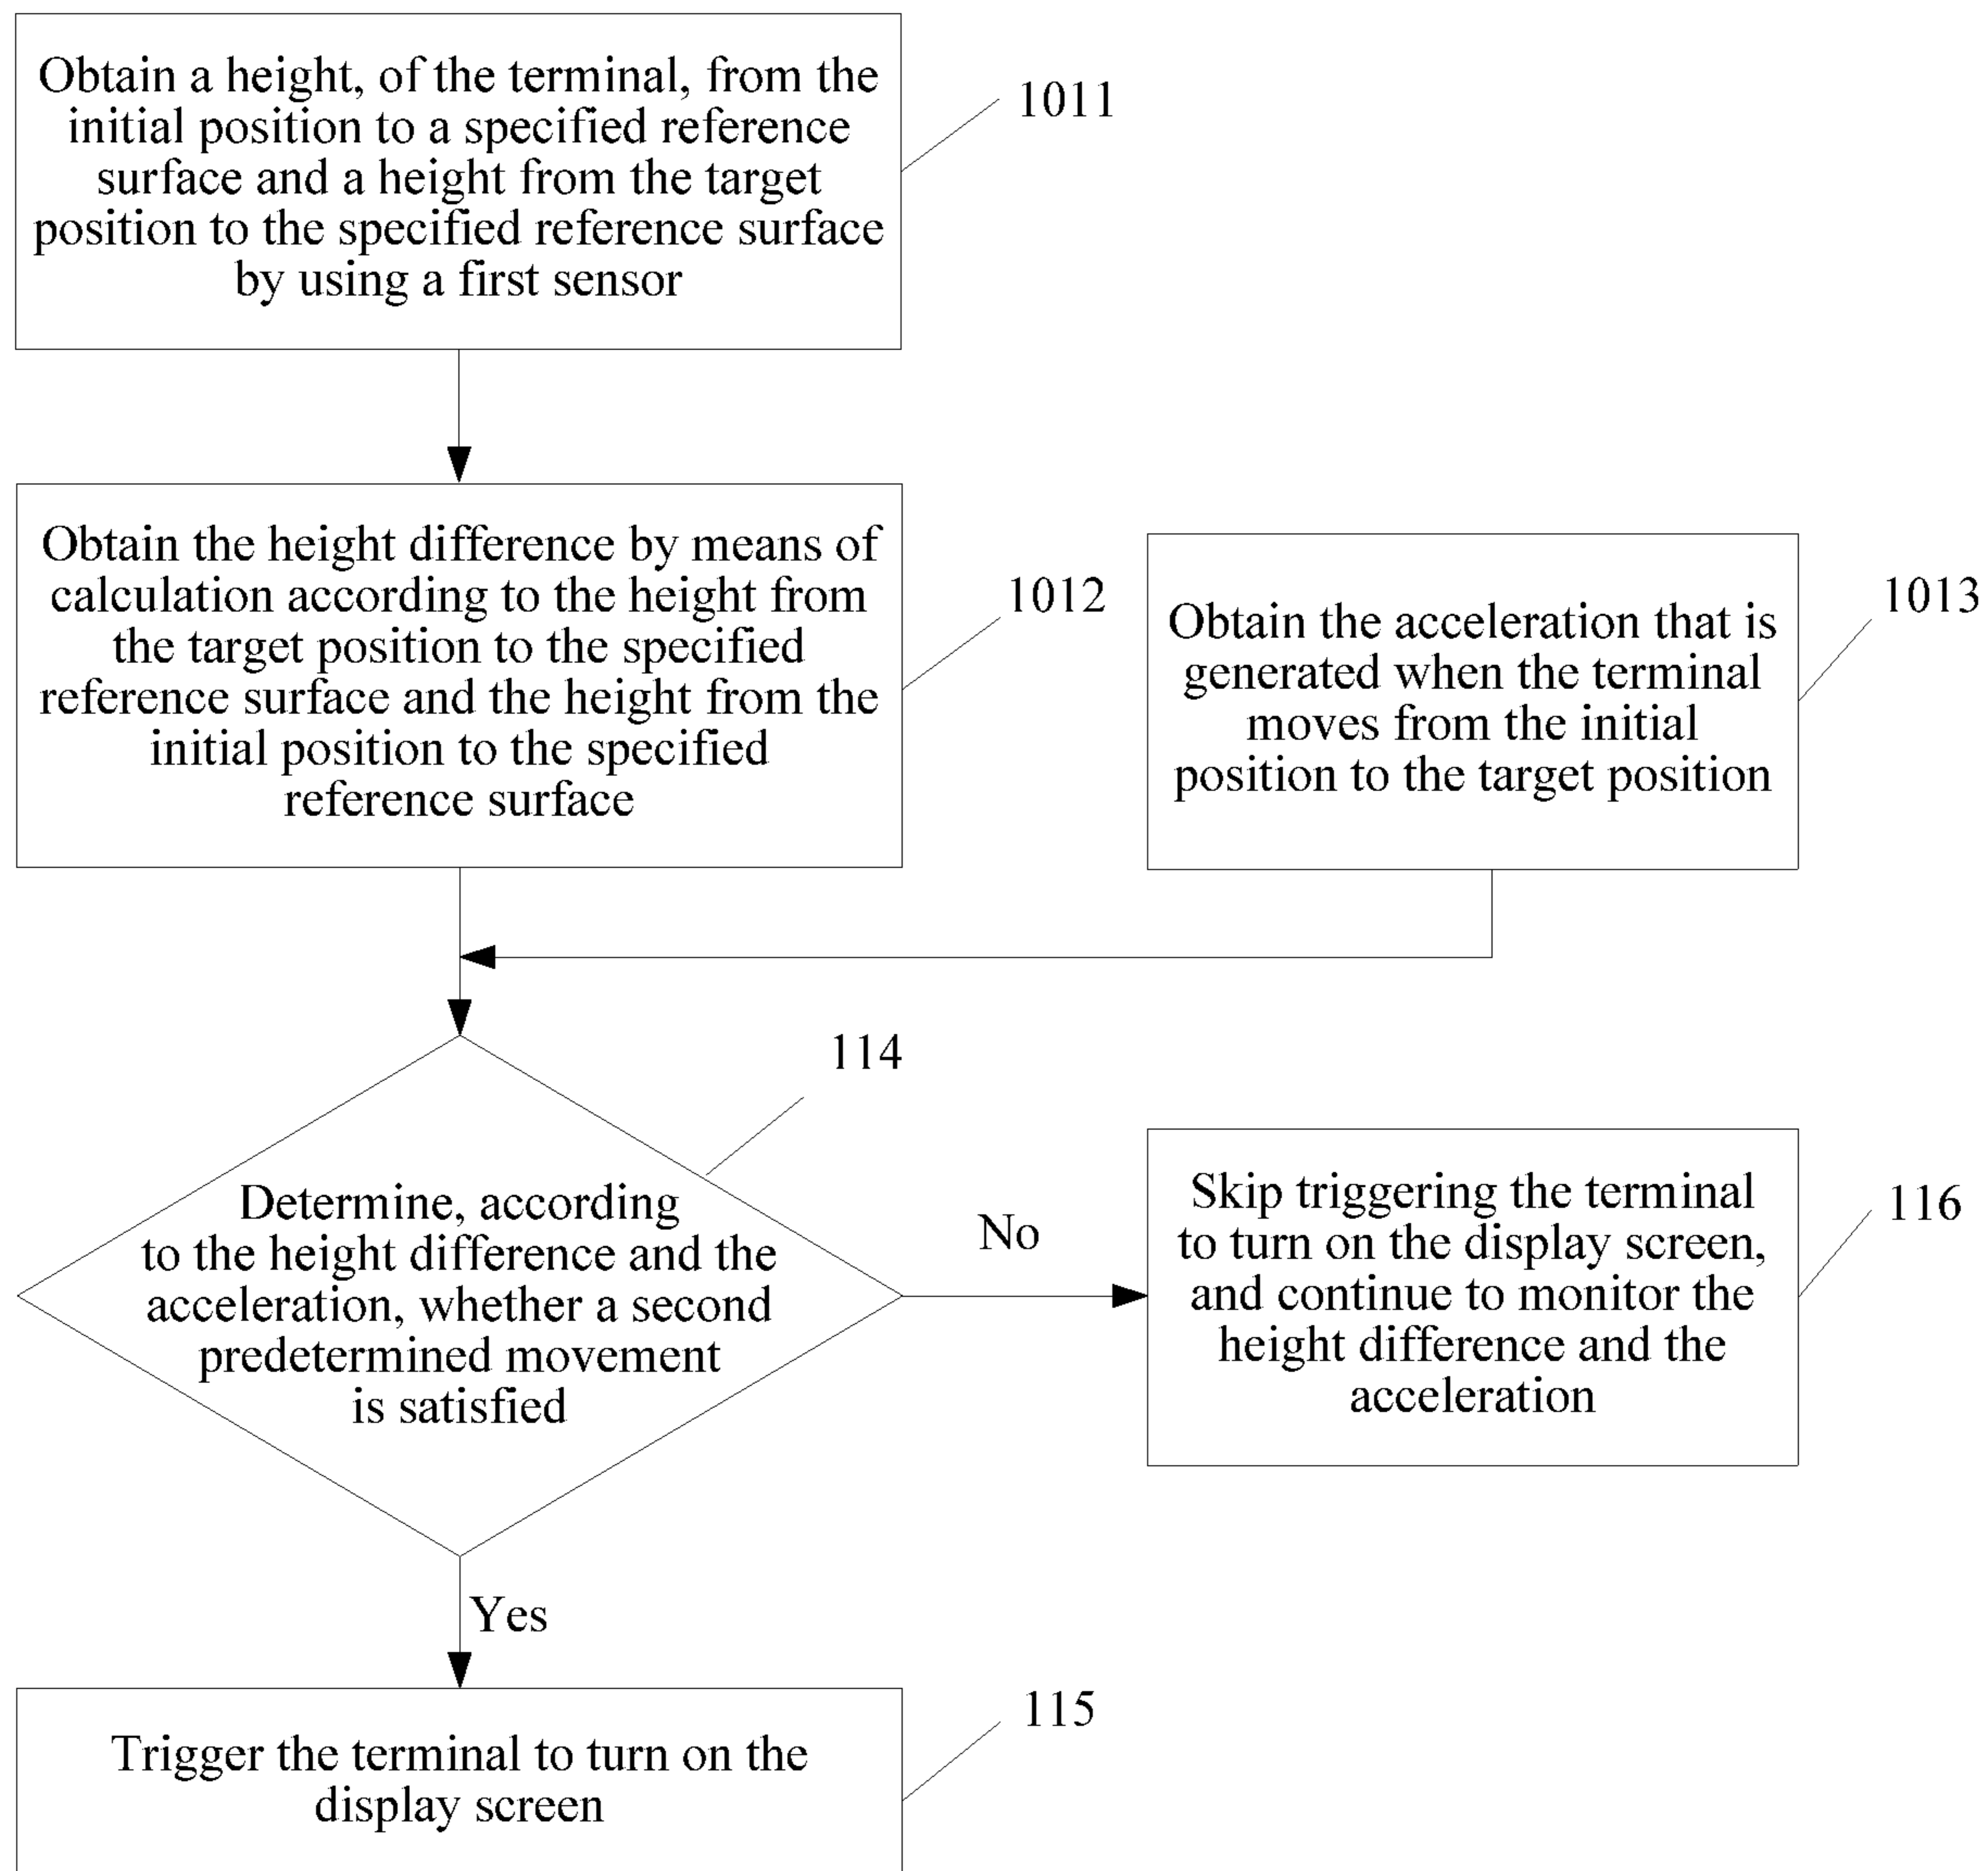 Obtain a height, of the terminal, from the
initial position to a specified reference
surface and a height from the target
position to the specified reference surface
by using a first sensor
1011
Obtain the height difference by means of
calculation according to the height from
the target position to the specified
reference surface and the height from the
initial position to the specified
reference surface
1012
Obtain the acceleration that is
generated when the terminal
moves from the initial
position to the target position
1013
114
Determine, according
to the height difference and the
acceleration, whether a second
predetermined movement
is satisfied
No
Skip triggering the terminal
to turn on the display screen,
and continue to monitor the
height difference and the
acceleration
116
Yes
Trigger the terminal to turn on the
display screen
115